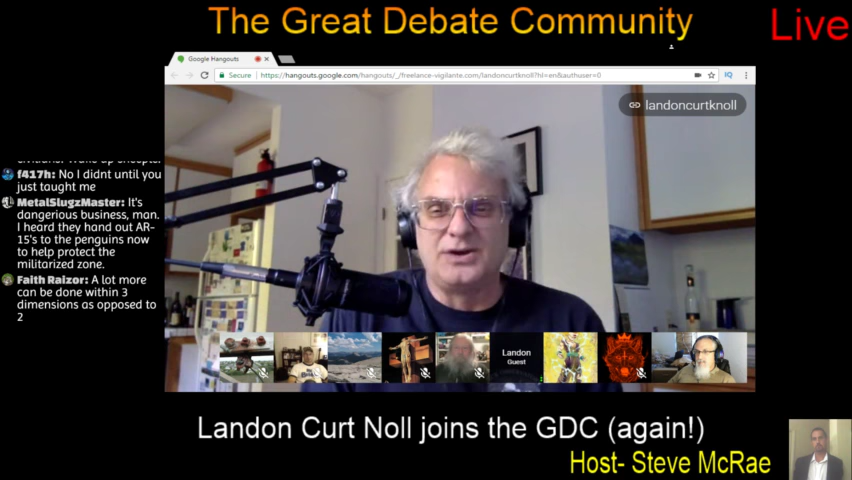 The Great Debate Community
Live
Google Hangouts
Secure
https://hangouts.google.com/hangouts/_/freelance-vigilante.com/landoncurtknoll?hl=en&authuser=0
landoncurtknoll
f417h: No I didnt until you
just taught me
MetalSlugzMaster: It's
dangerous business, man.
I heard they hand out AR-
15's to the penguins now
to help protect the
militarized zone.
Faith Raizor: A lot more
can be done within 3
dimensions as opposed to
2
Landon
Guest
Landon Curt Noll joins the GDC (again!)
Host- Steve McRae